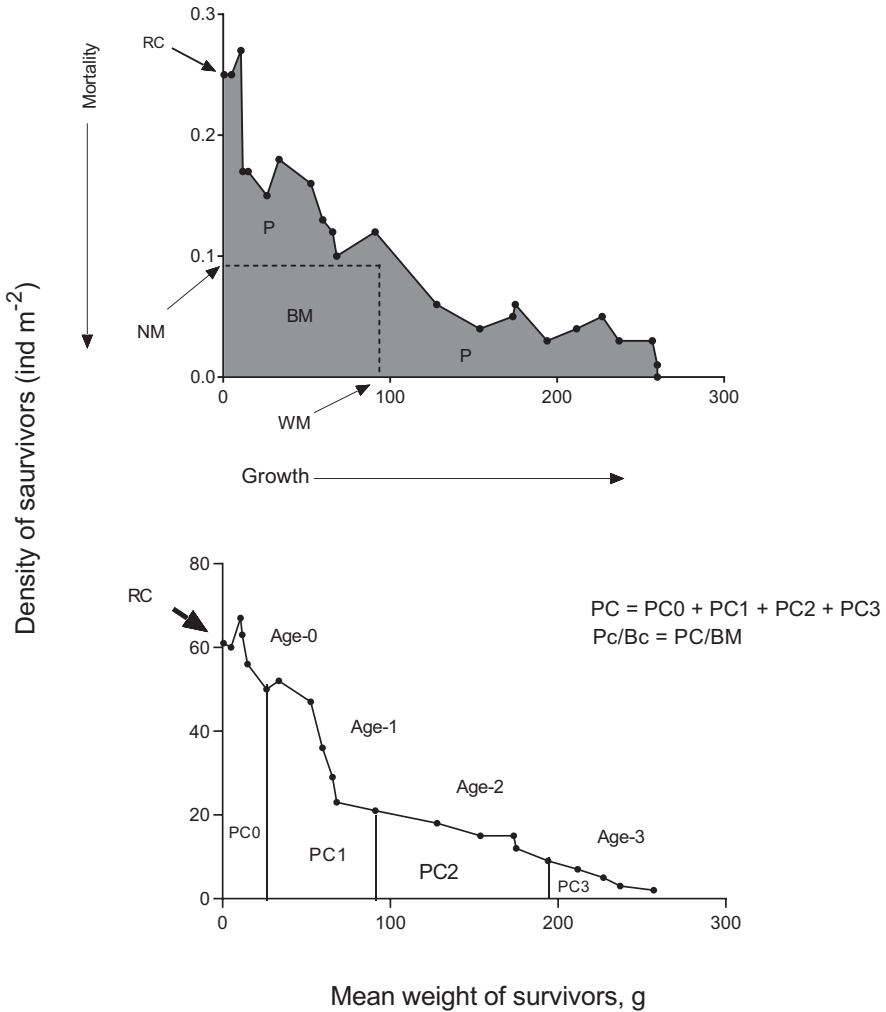 0.3
RC
Mortality
0.2
P
0.1
NM
BM
P
0.0
0
100
200
300
WM
Growth
Density of saurvivors (ind m-2)
80
RC
Age-0
PC = PC0 + PC1 + PC2 + PC3
Pc/Bc = PC/BM
60
Age-1
40
Age-2
20
Age-3
PC0
PC1
PC2
PC3
0
0
100
200
300
Mean weight of survivors, g